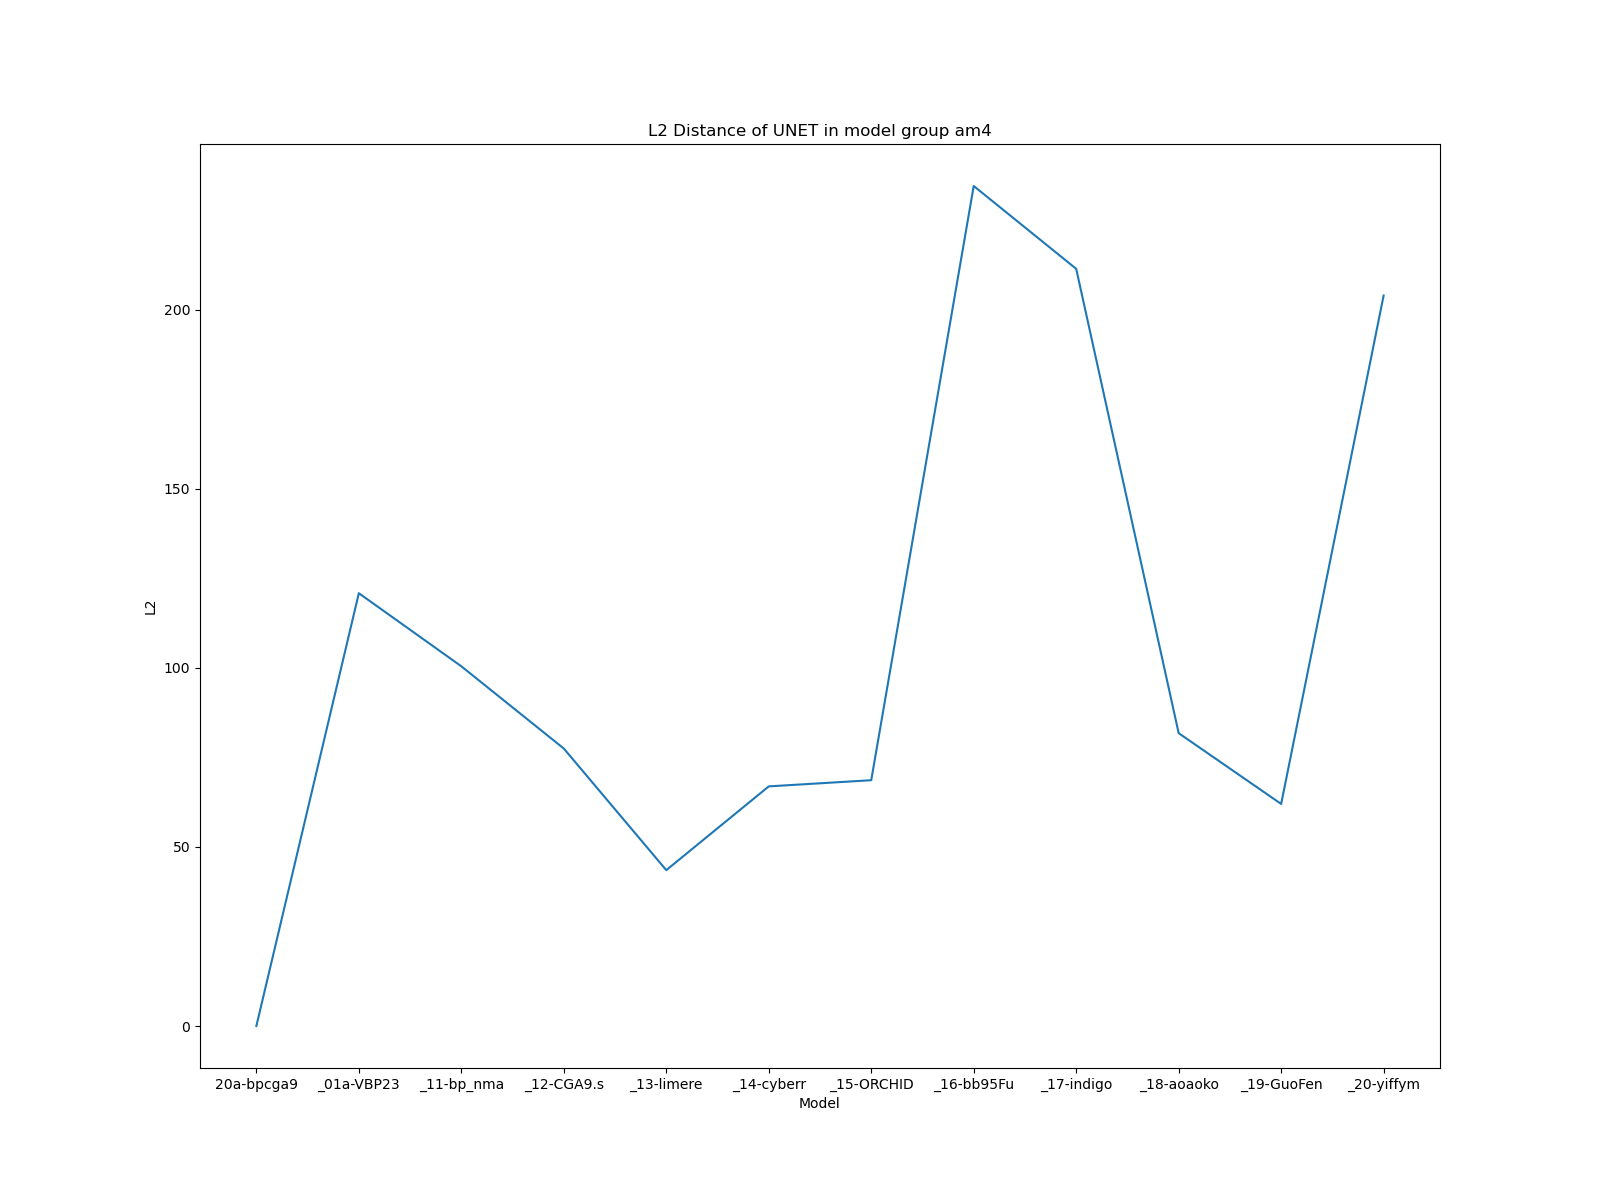 L2 Distance of UNET in model group am4
200
150
L2
100
50
0
20a-bpcga9 _01a-VBP23 _11-bp_nma _12-CGA9.s _13-limere _14-cyberr _15-ORCHID _16-bb95Fu _17-indigo _18-aoaoko _19-GuoFen _20-yiffym
Model